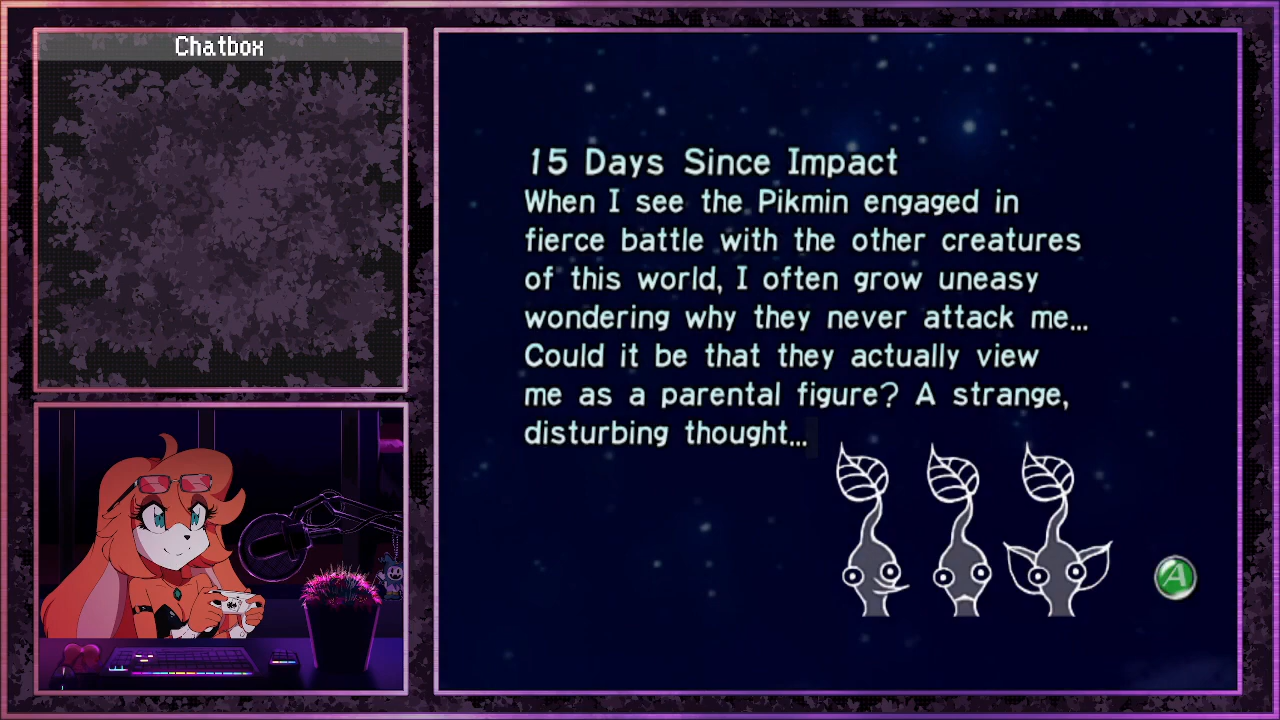 Chatbox
15 Days Since Impact
When I see the Pikmin engaged in
fierce battle with the other creatures
of this world, I often grow uneasy
wondering why they never attack me...
Could it be that they actually view
me as a parental figure? A strange,
disturbing thought...
A